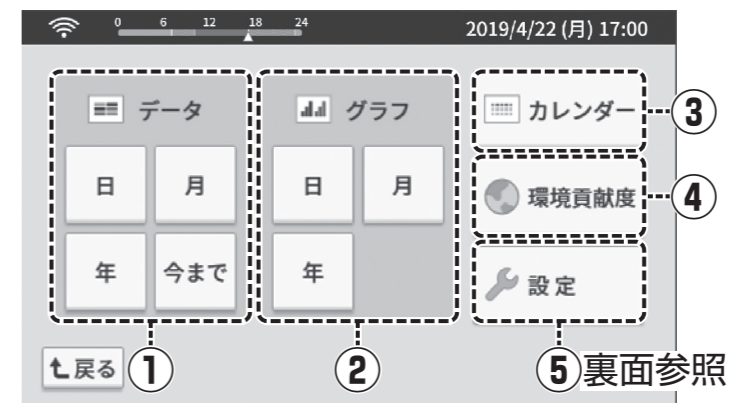 0 6 12 18 24 2019/4/22 (月) 17:00
データ グラフ カレンダー ③
日 月 日 月 環境貢献度 ④
年 今まで 年 設定
戻る ① ② ⑤裏面参照